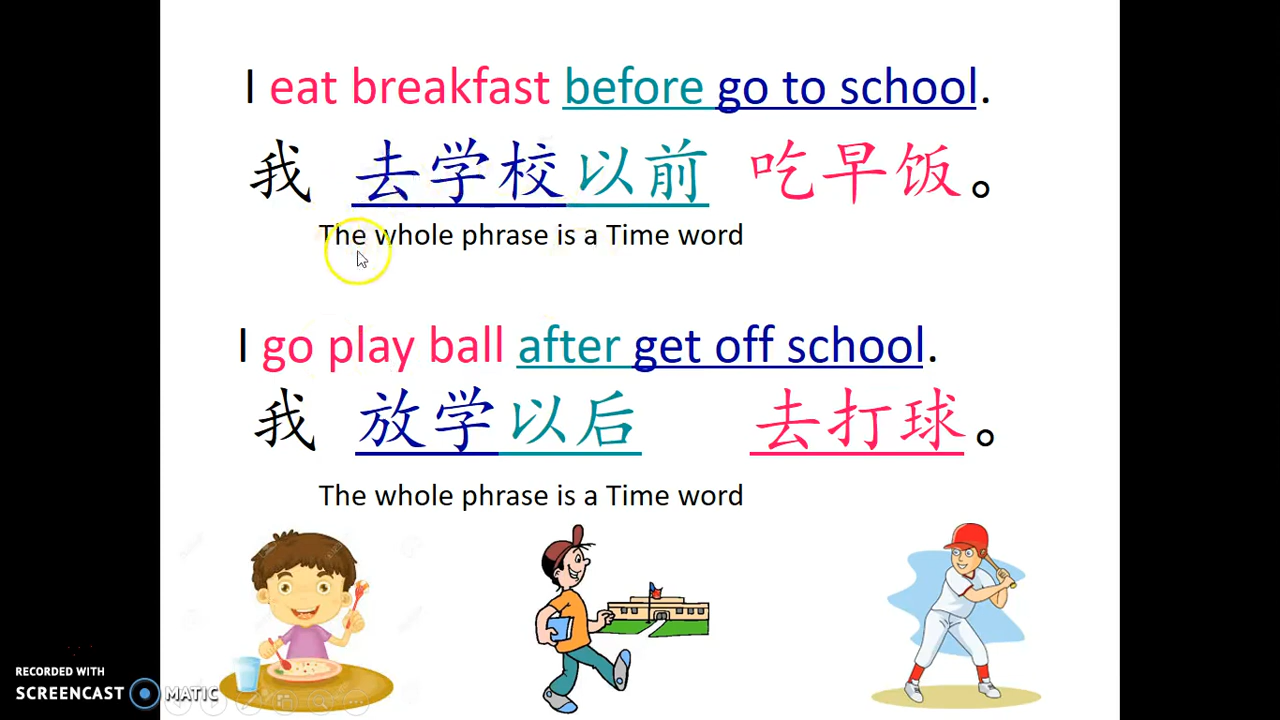 I eat breakfast before go to school.
我 去学校以前 吃早饭。
The whole phrase is a Time word
I go play ball after get off school.
我 放学以后 去打球。
The whole phrase is a Time word
RECORDED WITH
SCREENCAST MATIC